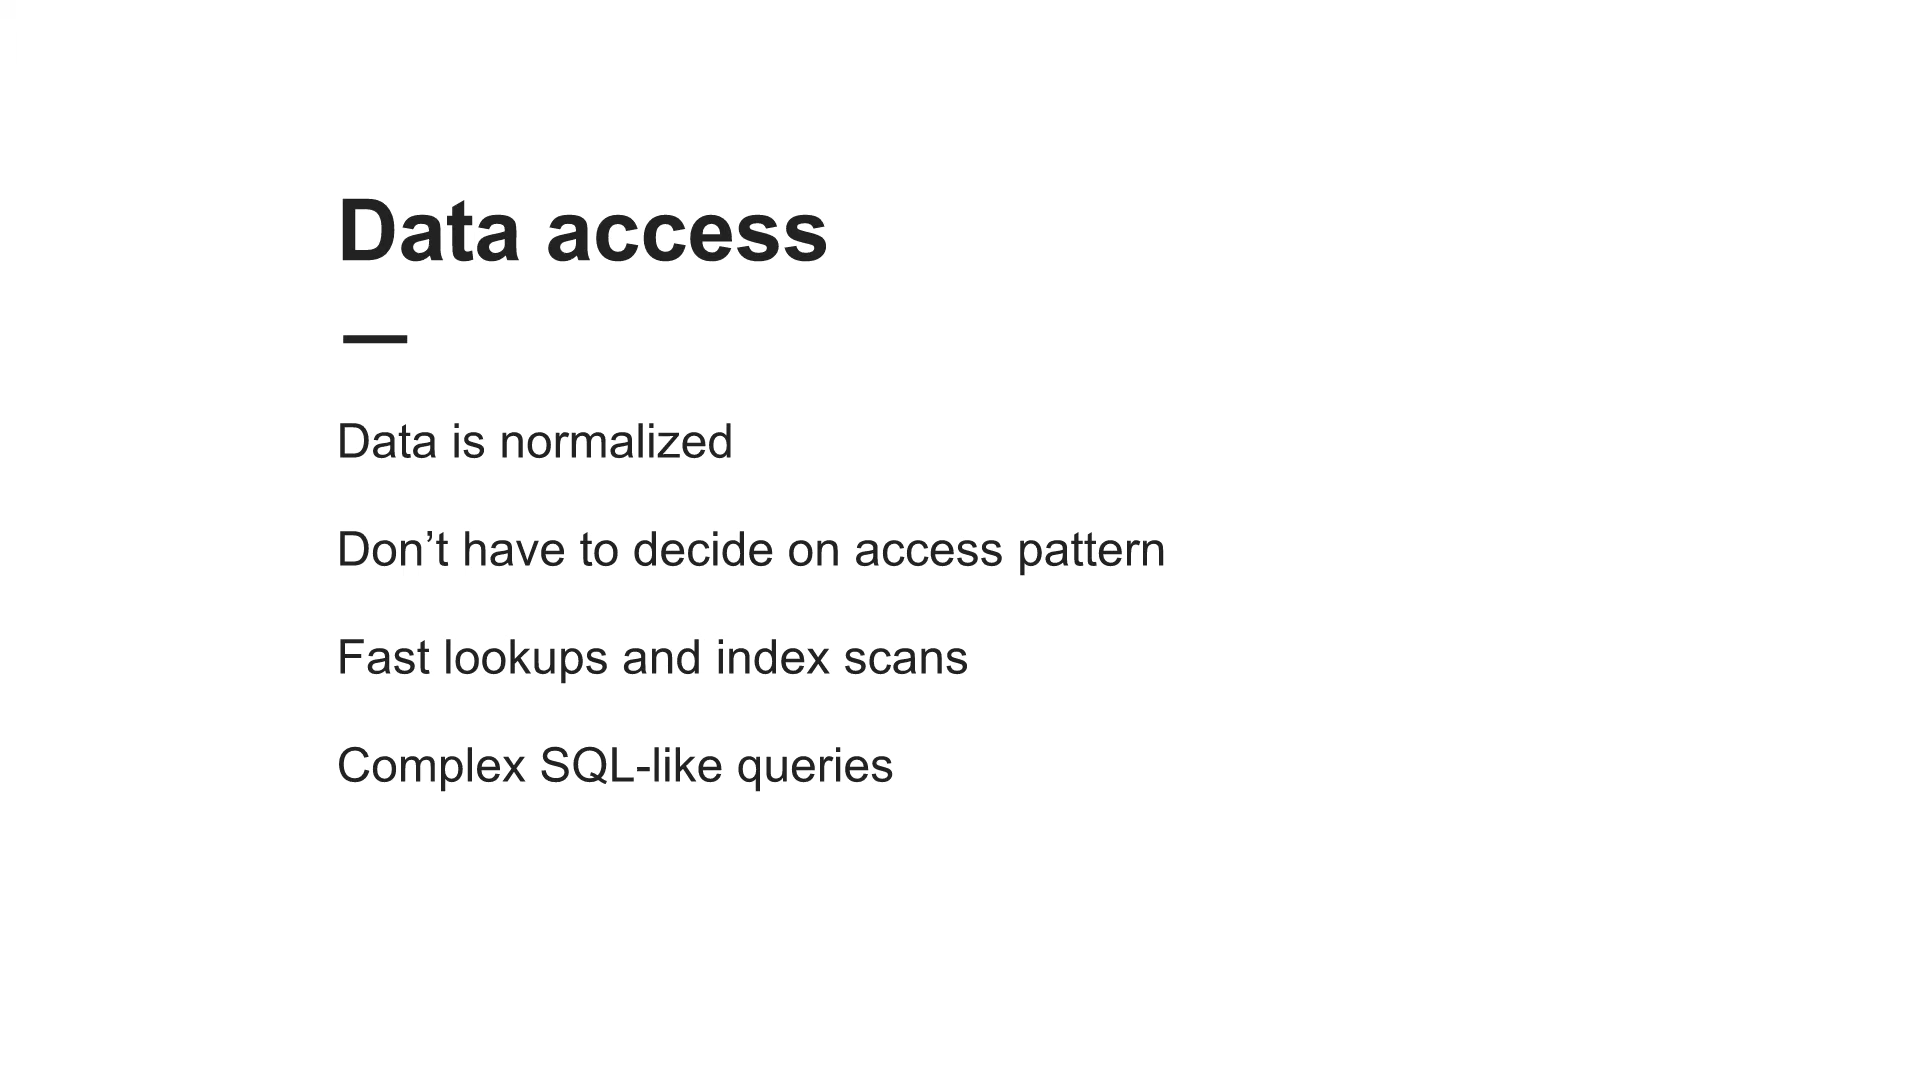 Data access
Data is normalized
Don’t have to decide on access pattern
Fast lookups and index scans
Complex SQL-like queries